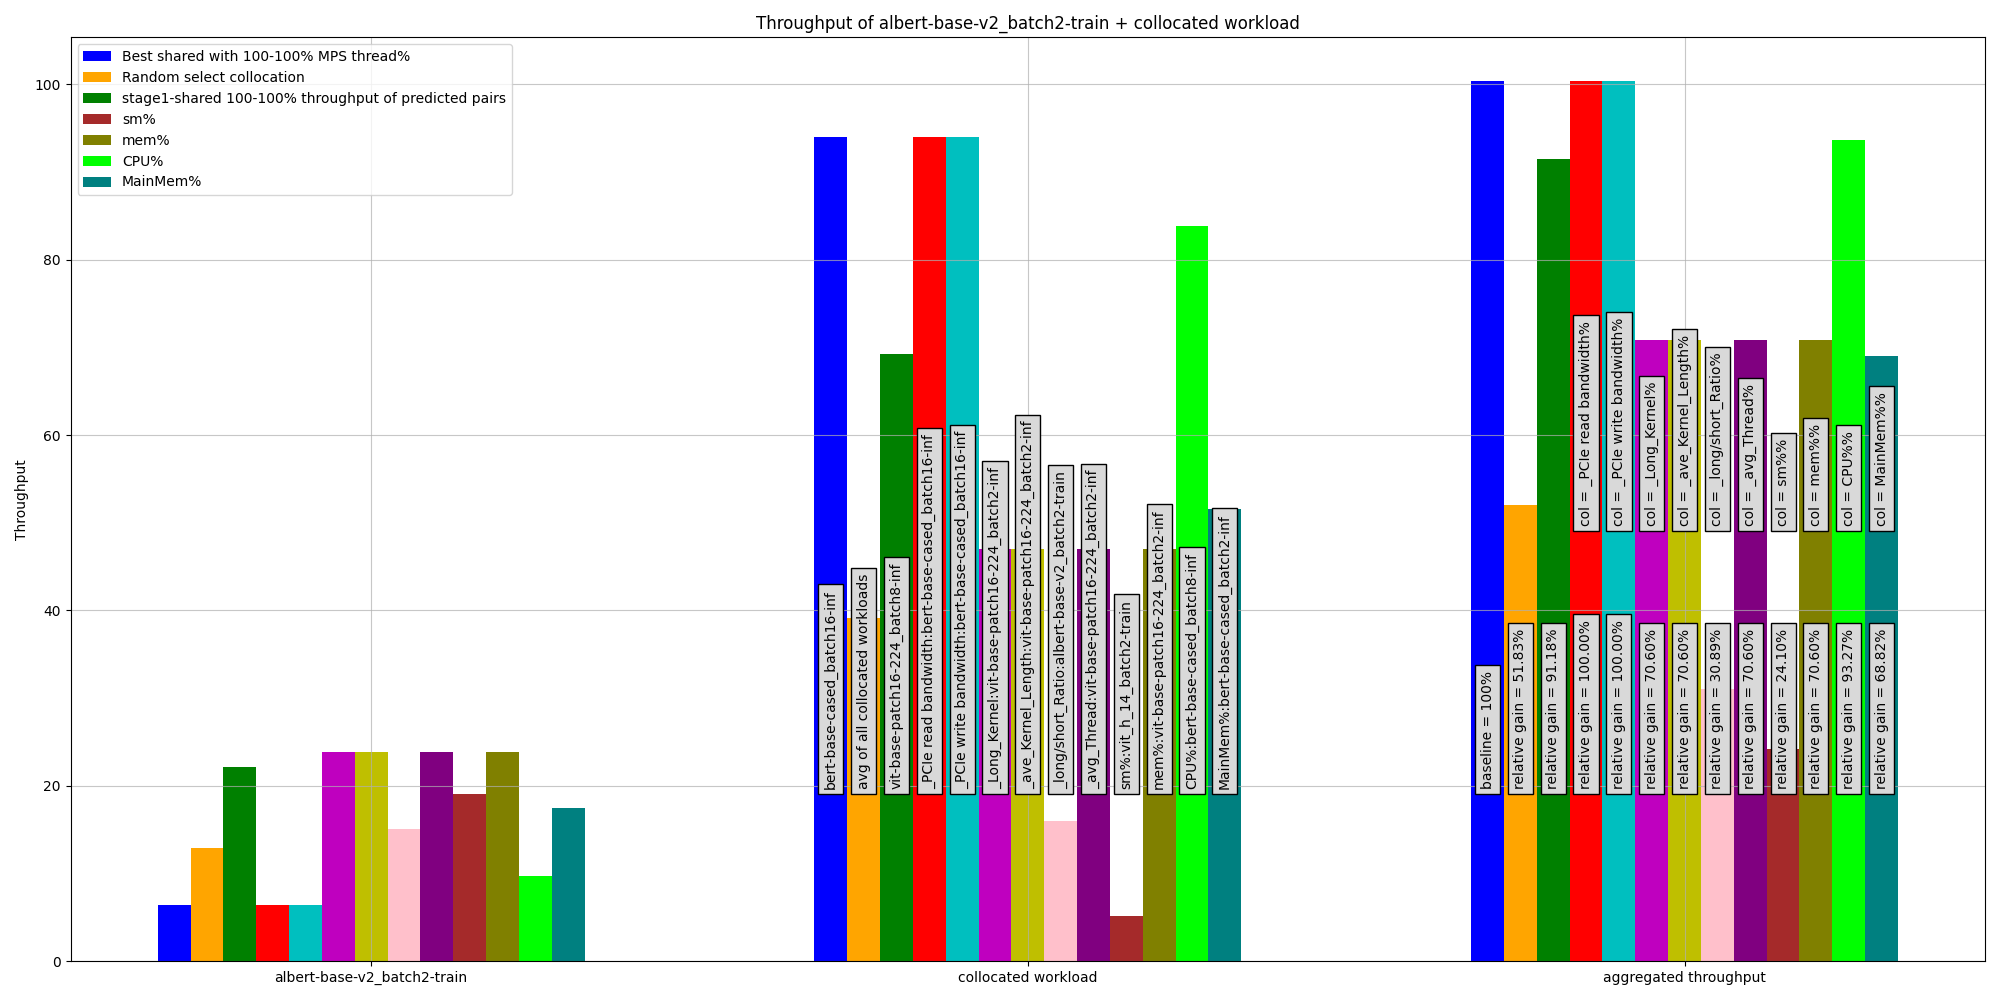 Throughput of albert-base-v2_batch2-train + collocated workload
Best shared with 100-100% MPS thread%
Random select collocation
stage1-shared 100-100% throughput of predicted pairs
sm%
mem%
CPU%
MainMem%
Throughput
100
80
60
40
20
0
bert-base-cased_batch16-inf
avg of all collocated workloads
vit-base-patch16-224_batch8-inf
_PCIe read bandwidth:bert-base-cased_batch16-inf
_PCIe write bandwidth:bert-base-cased_batch16-inf
_Long_Kernel:vit-base-patch16-224_batch2-inf
_ave_Kernel_Length:vit-base-patch16-224_batch2-inf
_long/short_Ratio:albert-base-v2_batch2-train
_avg_Thread:vit-base-patch16-224_batch2-inf
sm%:vit_h_14_batch2-train
mem%:vit-base-patch16-224_batch2-inf
CPU%:bert-base-cased_batch8-inf
MainMem%:bert-base-cased_batch2-inf
col = _PCIe read bandwidth%
col = _PCIe write bandwidth%
col = _Long_Kernel%
col = _ave_Kernel_Length%
col = _long/short_Ratio%
col = _avg_Thread%
col = sm%%
col = mem%%
col = CPU%%
col = MainMem%%
baseline = 100%
relative gain = 51.83%
relative gain = 91.18%
relative gain = 100.00%
relative gain = 100.00%
relative gain = 70.60%
relative gain = 70.60%
relative gain = 30.89%
relative gain = 70.60%
relative gain = 24.10%
relative gain = 70.60%
relative gain = 93.27%
relative gain = 68.82%
albert-base-v2_batch2-train
collocated workload
aggregated throughput